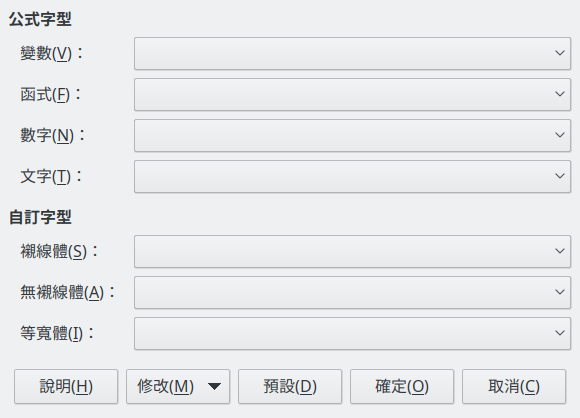 公式字型
變數(V)：
函式(F)：
數字(N)：
文字(T)：
自訂字型
襯線體(S)：
無襯線體(A)：
等寬體(I)：
說明(H) 修改(M) 預設(D) 確定(O) 取消(C)